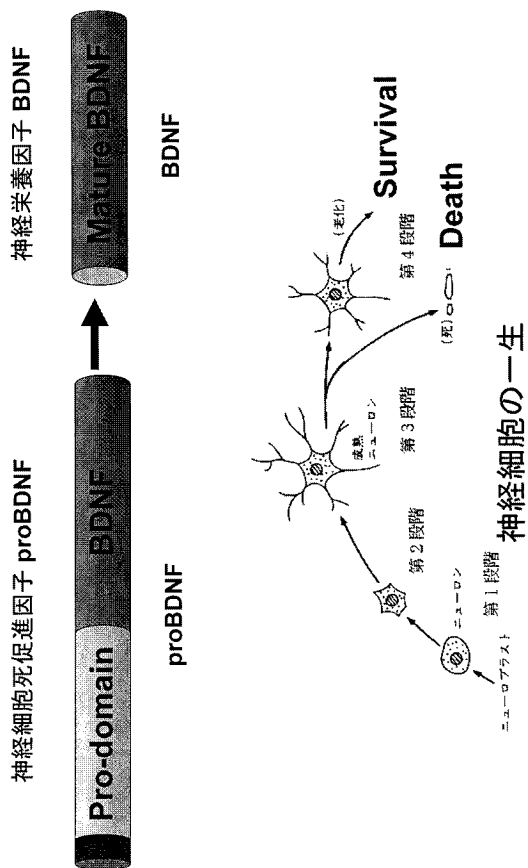 神経細胞死促進因子 proBDNF
神経栄養因子 BDNF
Pro-domain
BDNF
Mature BDNF
proBDNF
BDNF
ニューロブラスト
ニューロン
第1段階
第2段階
成熟
ニューロン
第3段階
第4段階
(老化)
Survival
(死)
Death
神経細胞の一生